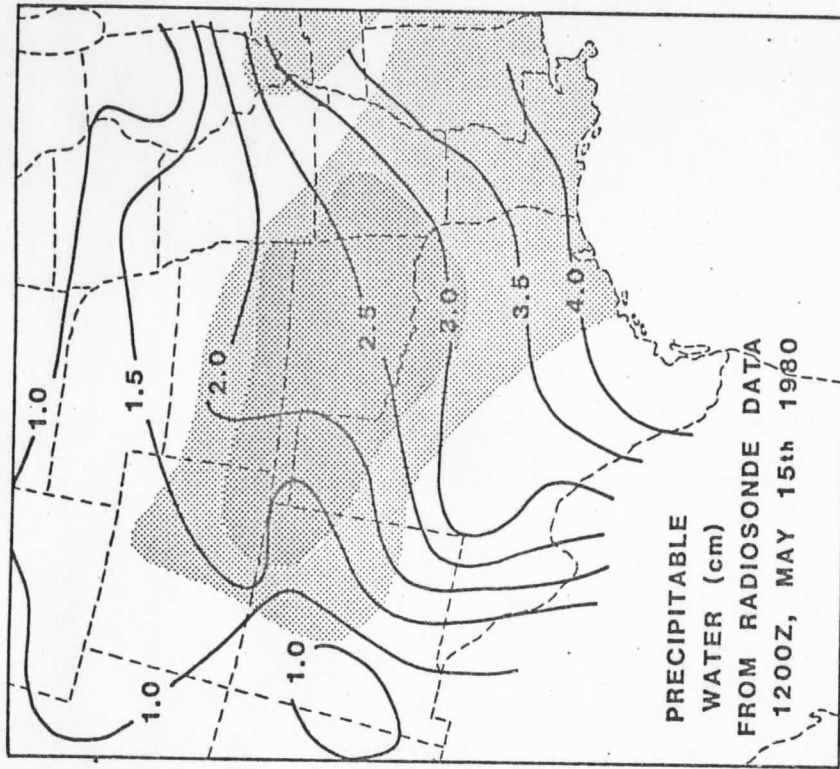 1.0
1.5
2.0
2.5
3.0
3.5
4.0
1.0
1.0
PRECIPITABLE
WATER (cm)
FROM RADIOSONDE DATA
1200Z, MAY 15th 1980